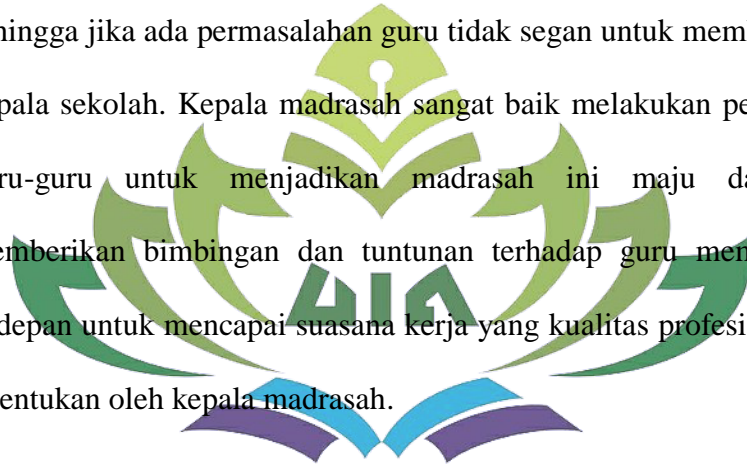 hingga jika ada permasalahan guru tidak segan untuk mem
pala sekolah. Kepala madrasah sangat baik melakukan pe
ru-guru untuk menjadikan madrasah ini maju da
emberikan bimbingan dan tuntunan terhadap guru men
depan untuk mencapai suasana kerja yang kualitas profesi
entukan oleh kepala madrasah.
UIN